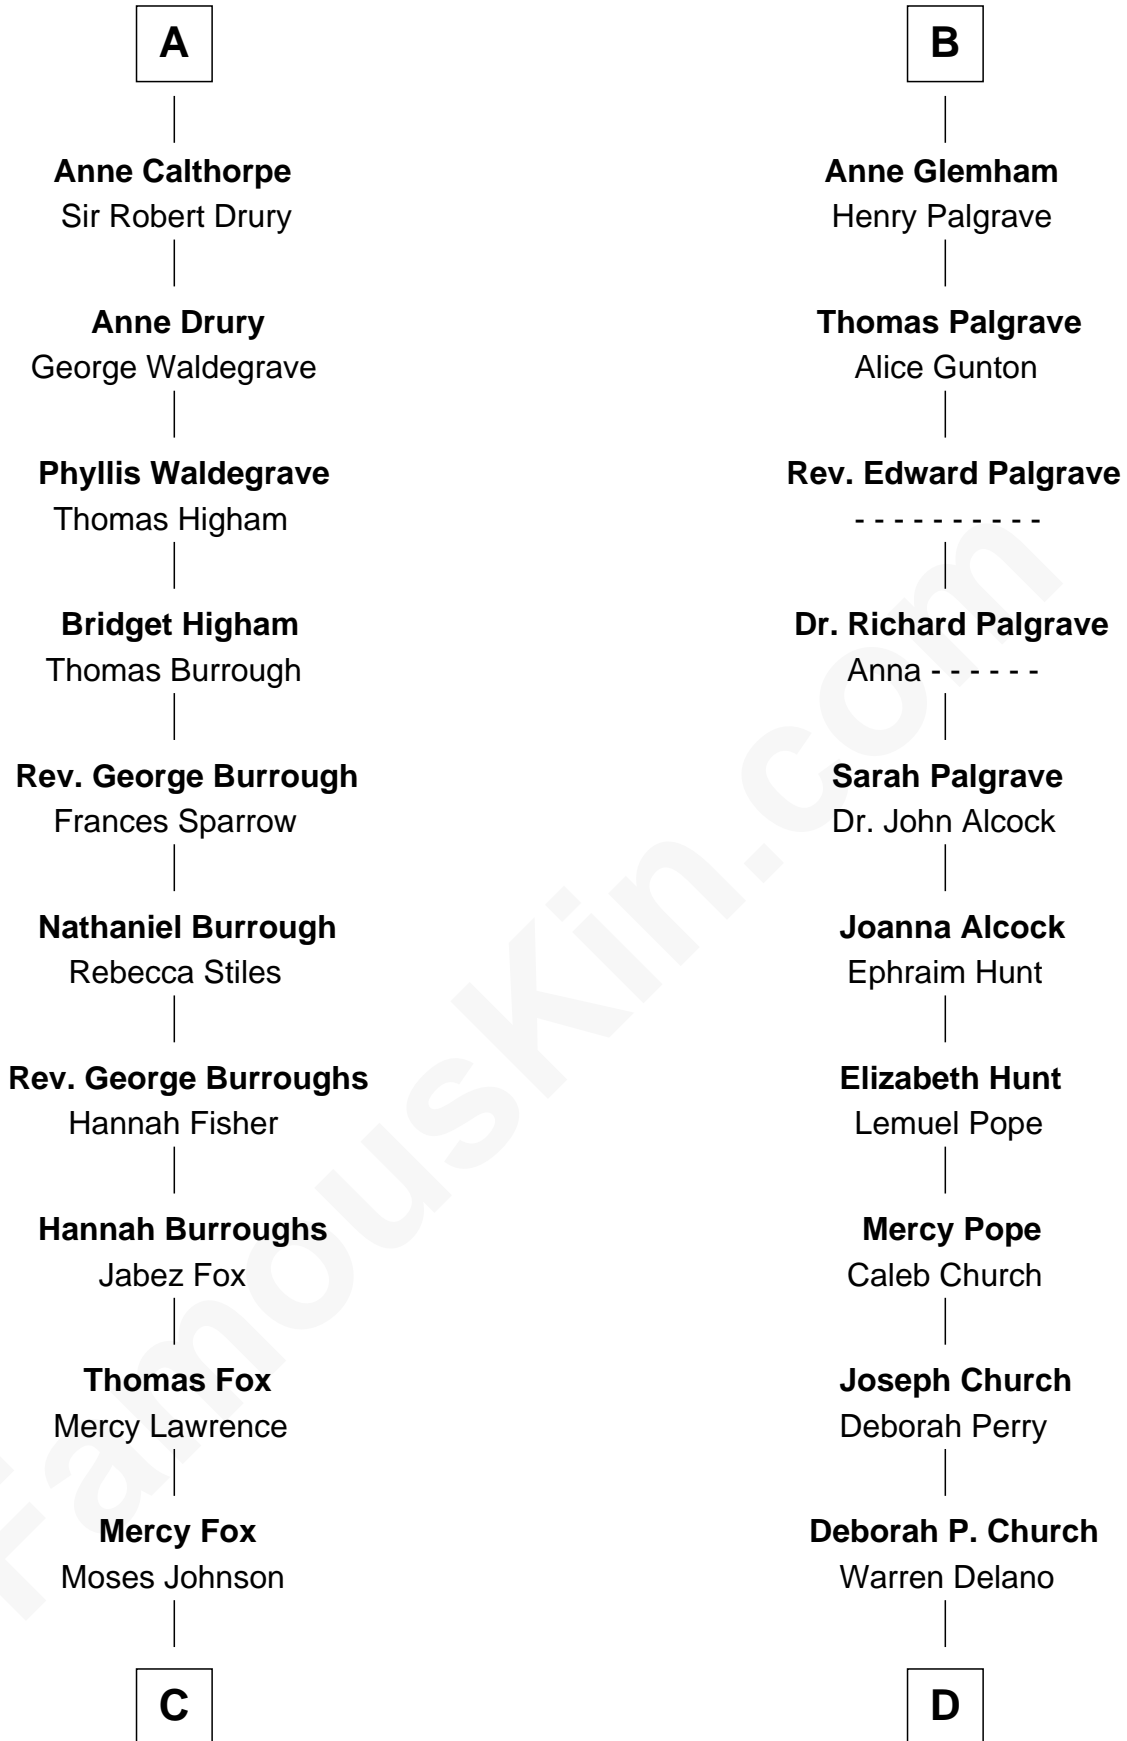 A
Anne Calthorpe
Sir Robert Drury
Anne Drury
George Waldegrave
Phyllis Waldegrave
Thomas Higham
Bridget Higham
Thomas Burrough
Rev. George Burrough
Frances Sparrow
Nathaniel Burrough
Rebecca Stiles
Rev. George Burroughs
Hannah Fisher
Hannah Burroughs
Jabez Fox
Thomas Fox
Mercy Lawrence
Mercy Fox
Moses Johnson
C
B
Anne Glemham
Henry Palgrave
Thomas Palgrave
Alice Gunton
Rev. Edward Palgrave
- - - - - - - - - -
Dr. Richard Palgrave
Anna - - - - - -
Sarah Palgrave
Dr. John Alcock
Joanna Alcock
Ephraim Hunt
Elizabeth Hunt
Lemuel Pope
Mercy Pope
Caleb Church
Joseph Church
Deborah Perry
Deborah P. Church
Warren Delano
D
FamousKin.com